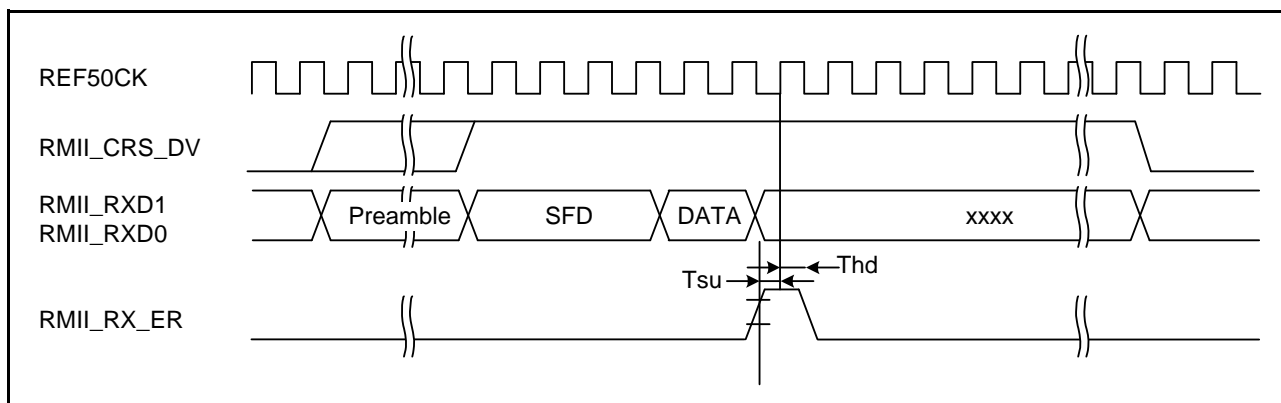 REF50CK
RMII_CRS_DV
RMII_RXD1
RMII_RXD0
Preamble
SFD
DATA
xxxx
Tsu
Thd
RMII_RX_ER